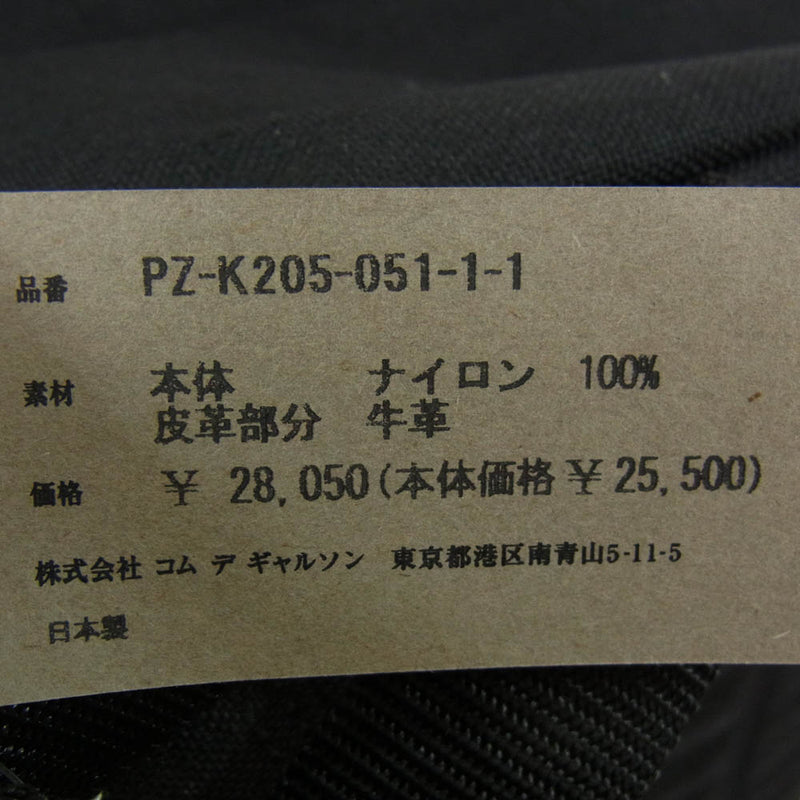 品番 PZ-K205-051-1-1
素材 本体 ナイロン 100%
皮革部分 牛革
価格 ¥ 28,050(本体価格¥25,500)
株式会社 コム デ ギャルソン 東京都港区南青山5-11-5
日本製